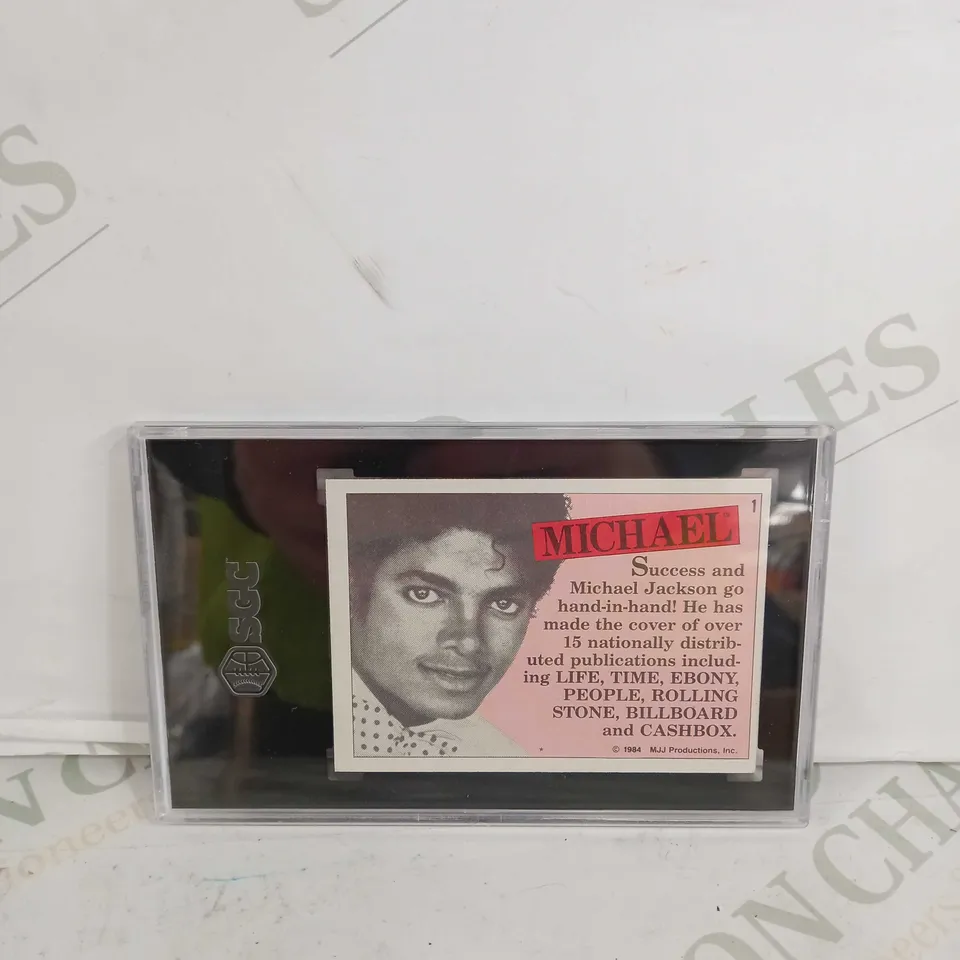 SGC
1
MICHAEL™
Success and
Michael Jackson go
hand-in-hand! He has
made the cover of over
15 nationally distrib-
uted publications includ-
ing LIFE, TIME, EBONY,
PEOPLE, ROLLING
STONE, BILLBOARD
and CASHBOX.
* © 1984 MJJ Productions, Inc.